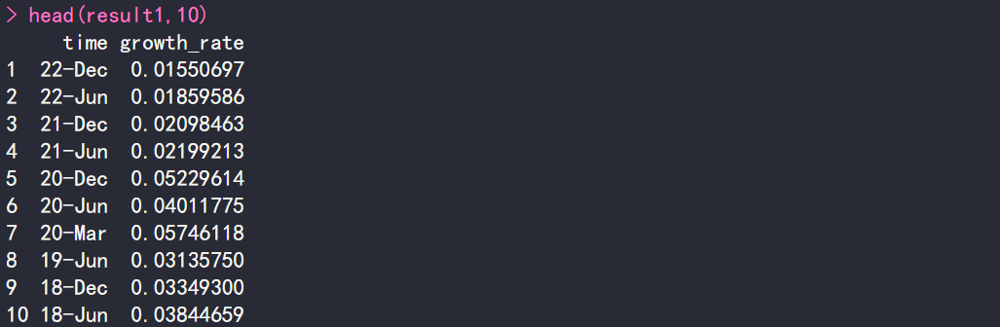 > head(result1,10)
time growth_rate
1 22-Dec 0.01550697
2 22-Jun 0.01859586
3 21-Dec 0.02098463
4 21-Jun 0.02199213
5 20-Dec 0.05229614
6 20-Jun 0.04011775
7 20-Mar 0.05746118
8 19-Jun 0.03135750
9 18-Dec 0.03349300
10 18-Jun 0.03844659